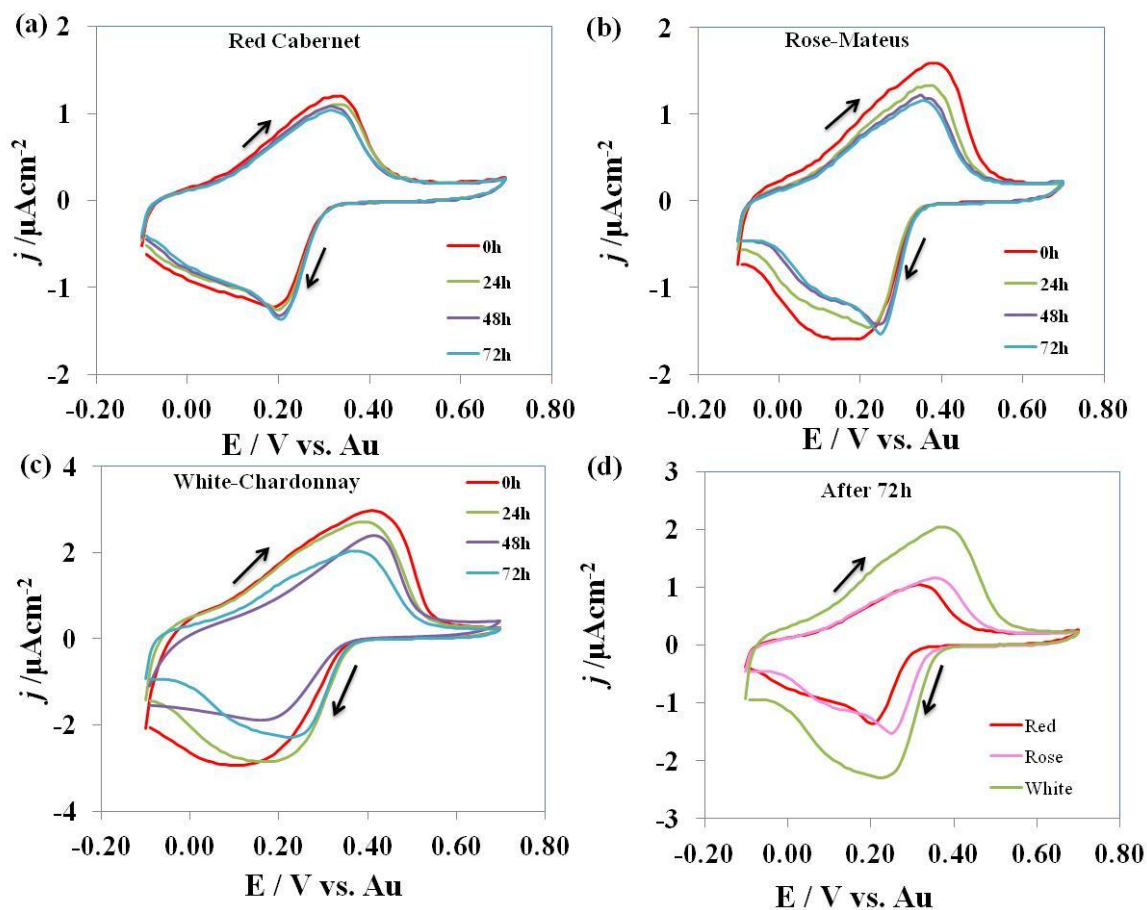 (a)
Red Cabernet
2
1
0
-1
-2
j /µAcm-2
0h
24h
48h
72h
-0.20 0.00 0.20 0.40 0.60 0.80
E / V vs. Au
(b)
Rose-Mateus
2
1
0
-1
-2
j /µAcm-2
0h
24h
48h
72h
-0.20 0.00 0.20 0.40 0.60 0.80
E / V vs. Au
(c)
White-Chardonnay
4
2
0
-2
-4
j /µAcm-2
0h
24h
48h
72h
-0.20 0.00 0.20 0.40 0.60 0.80
E / V vs. Au
(d)
After 72h
3
2
1
0
-1
-2
-3
j /µAcm-2
Red
Rose
White
-0.20 0.00 0.20 0.40 0.60 0.80
E / V vs. Au